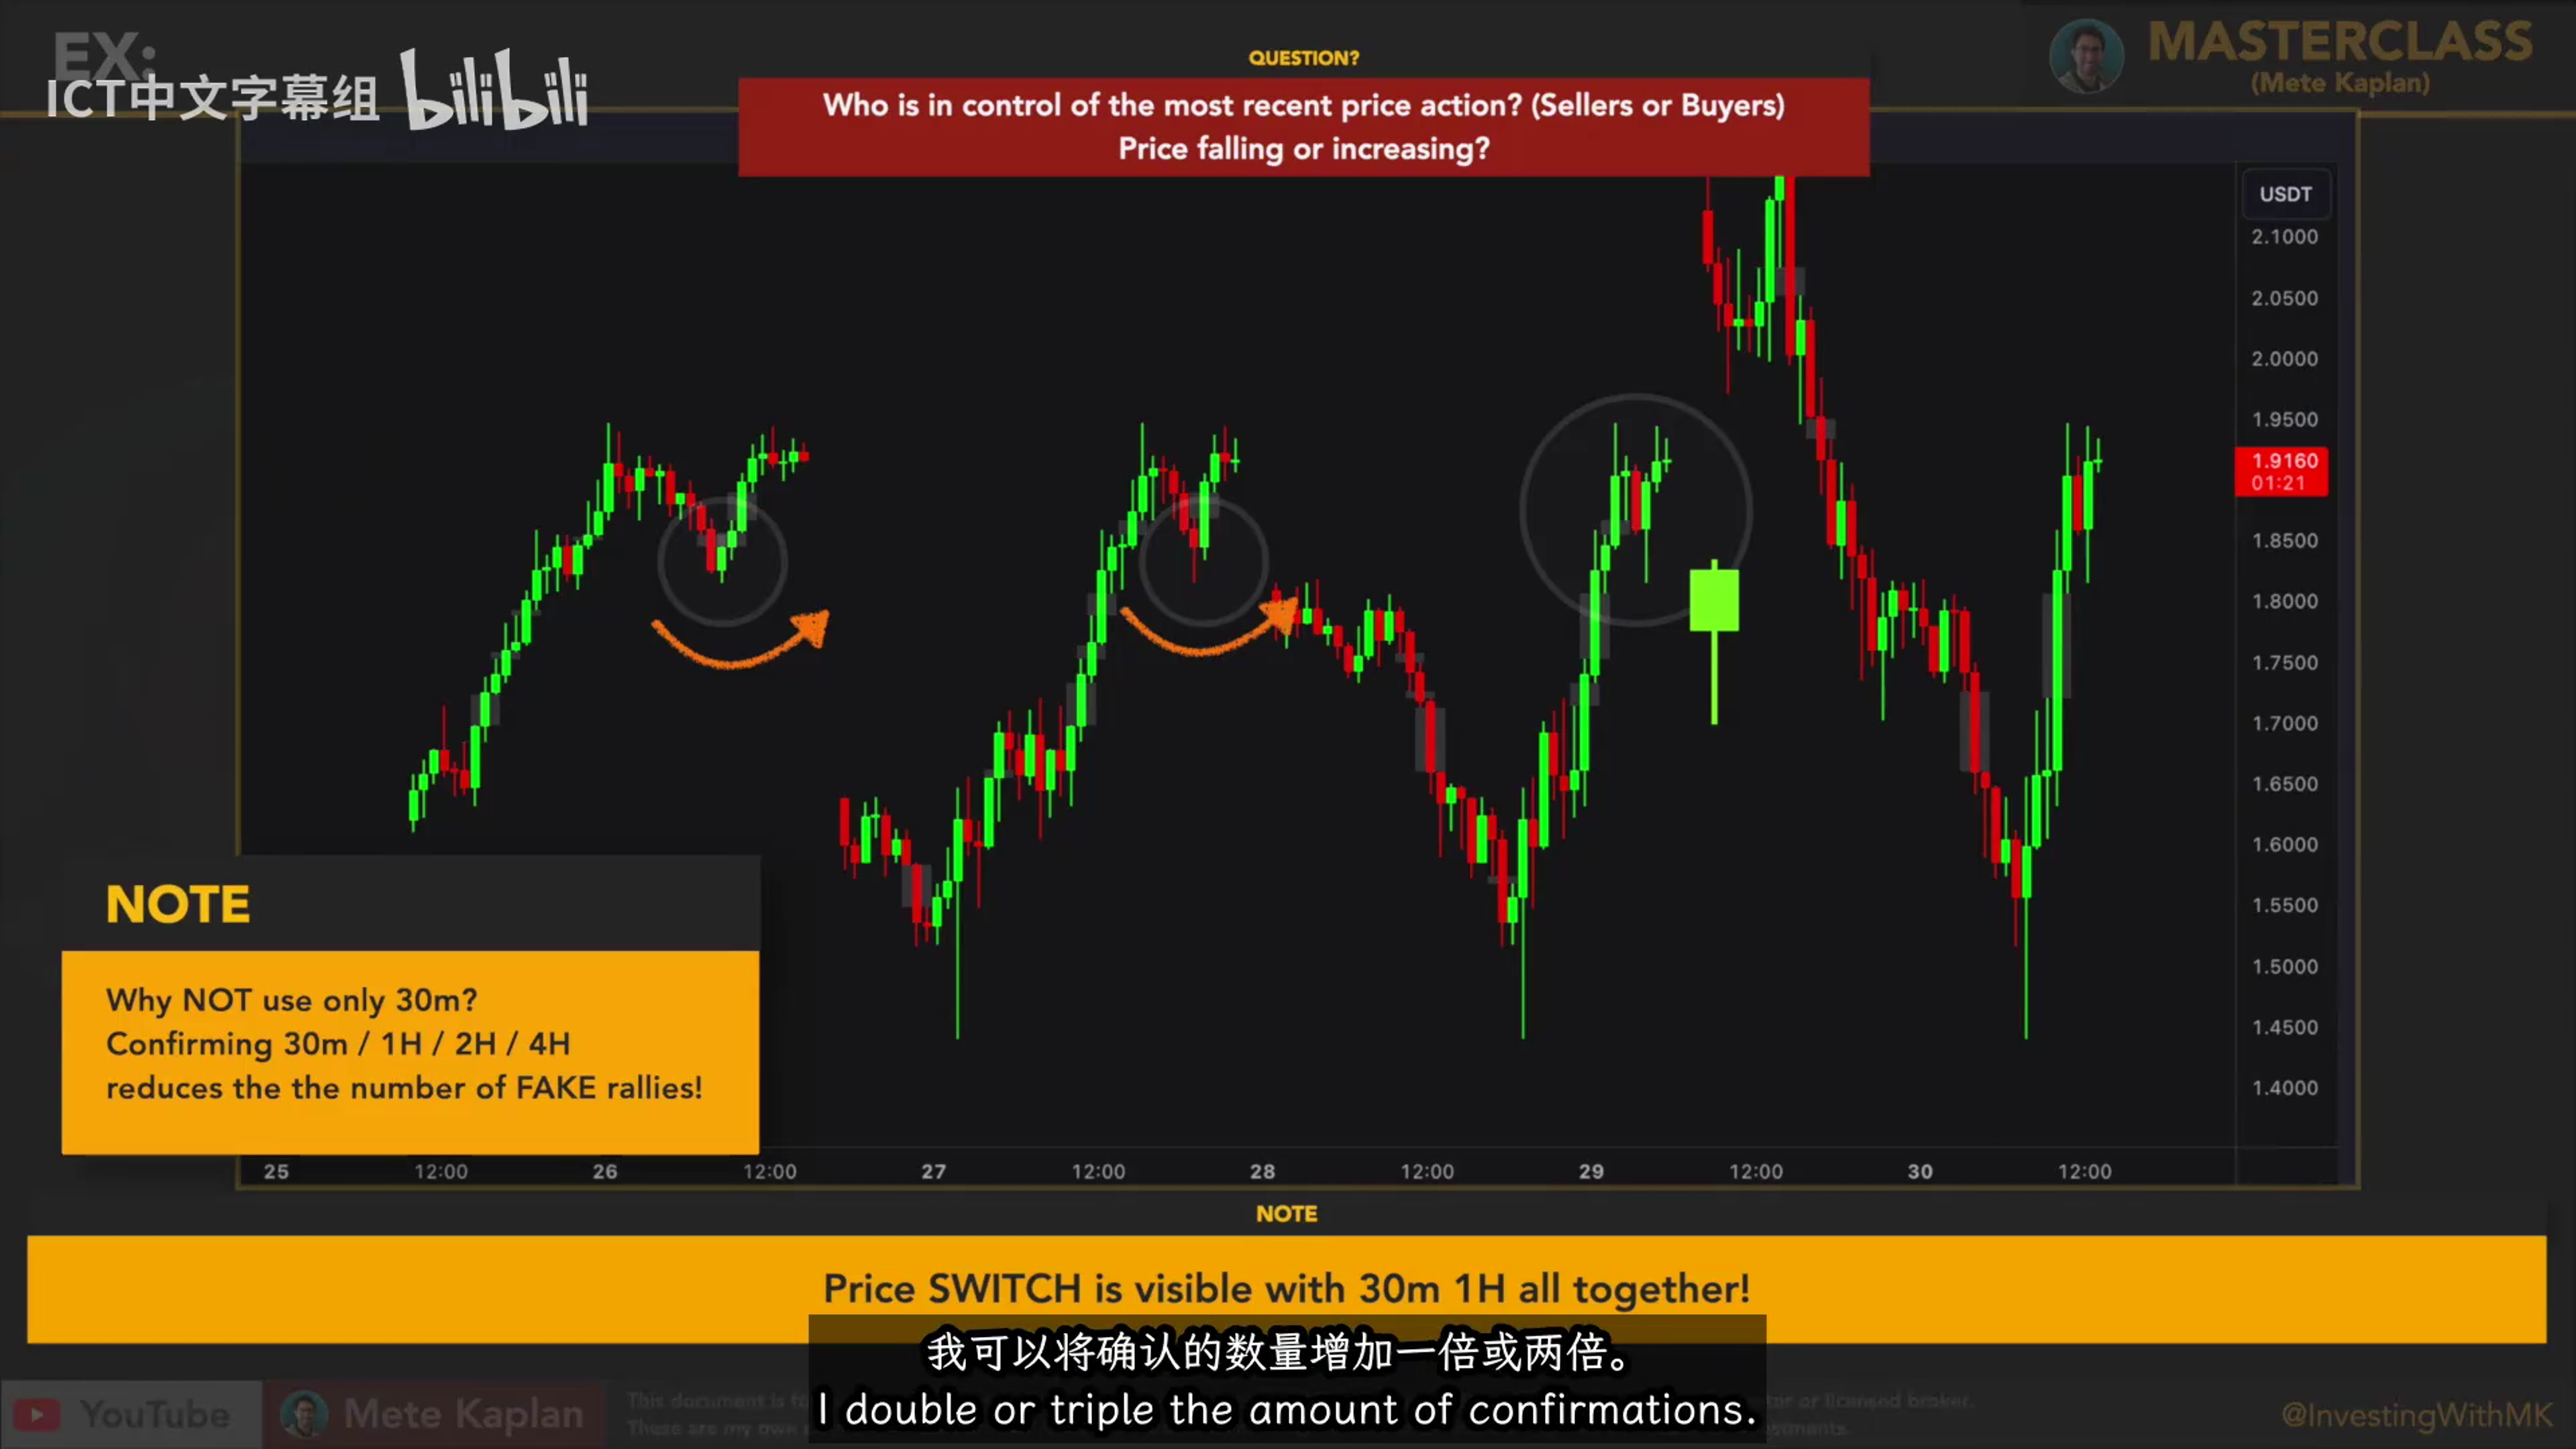 EX:
ICT中文字幕组 bilibili
QUESTION?
Who is in control of the most recent price action? (Sellers or Buyers)
Price falling or increasing?
MASTERCLASS
(Mete Kaplan)
USDT
2.1000
2.0500
2.0000
1.9500
1.9160
01:21
1.8500
1.8000
1.7500
1.7000
1.6500
1.6000
1.5500
1.5000
1.4500
1.4000
NOTE
Why NOT use only 30m?
Confirming 30m / 1H / 2H / 4H
reduces the the number of FAKE rallies!
25 12:00 26 12:00 27 12:00 28 12:00 29 12:00 30 12:00
NOTE
Price SWITCH is visible with 30m 1H all together!
我可以将确认的数量增加一倍或两倍。
I double or triple the amount of confirmations.
YouTube
Mete Kaplan
This document is
or licensed broker.
These are my own
@InvestingWithMK